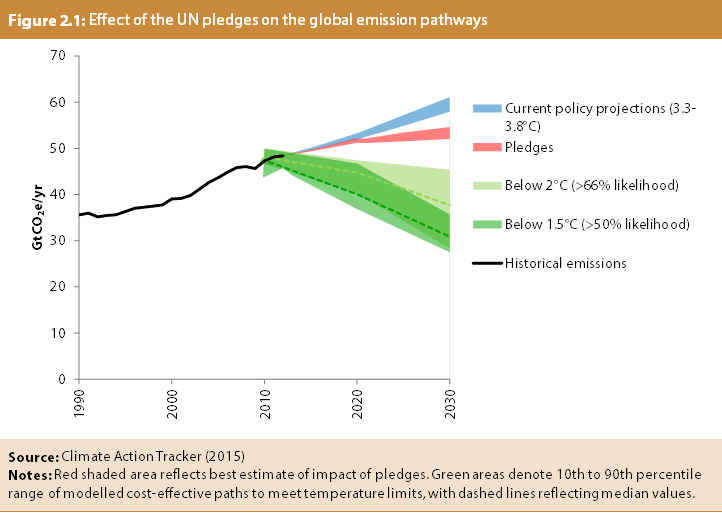 Figure 2.1: Effect of the UN pledges on the global emission pathways
70
60
50
40
30
20
10
0
GtCO₂e/yr
1990
2000
2010
2020
2030
Current policy projections (3.3-
3.8°C)
Pledges
Below 2°C (>66% likelihood)
Below 1.5°C (>50% likelihood)
Historical emissions
Source: Climate Action Tracker (2015)
Notes: Red shaded area reflects best estimate of impact of pledges. Green areas denote 10th to 90th percentile
range of modelled cost-effective paths to meet temperature limits, with dashed lines reflecting median values.